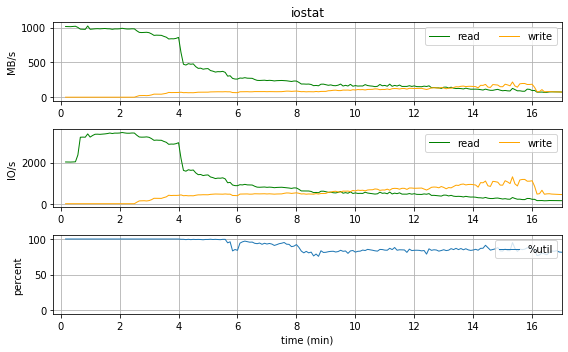 iostat
MB/s
1000
500
0
read write
0 2 4 6 8 10 12 14 16
IO/s
2000
0
read write
0 2 4 6 8 10 12 14 16
percent
100
50
0
%util
0 2 4 6 8 10 12 14 16
time (min)